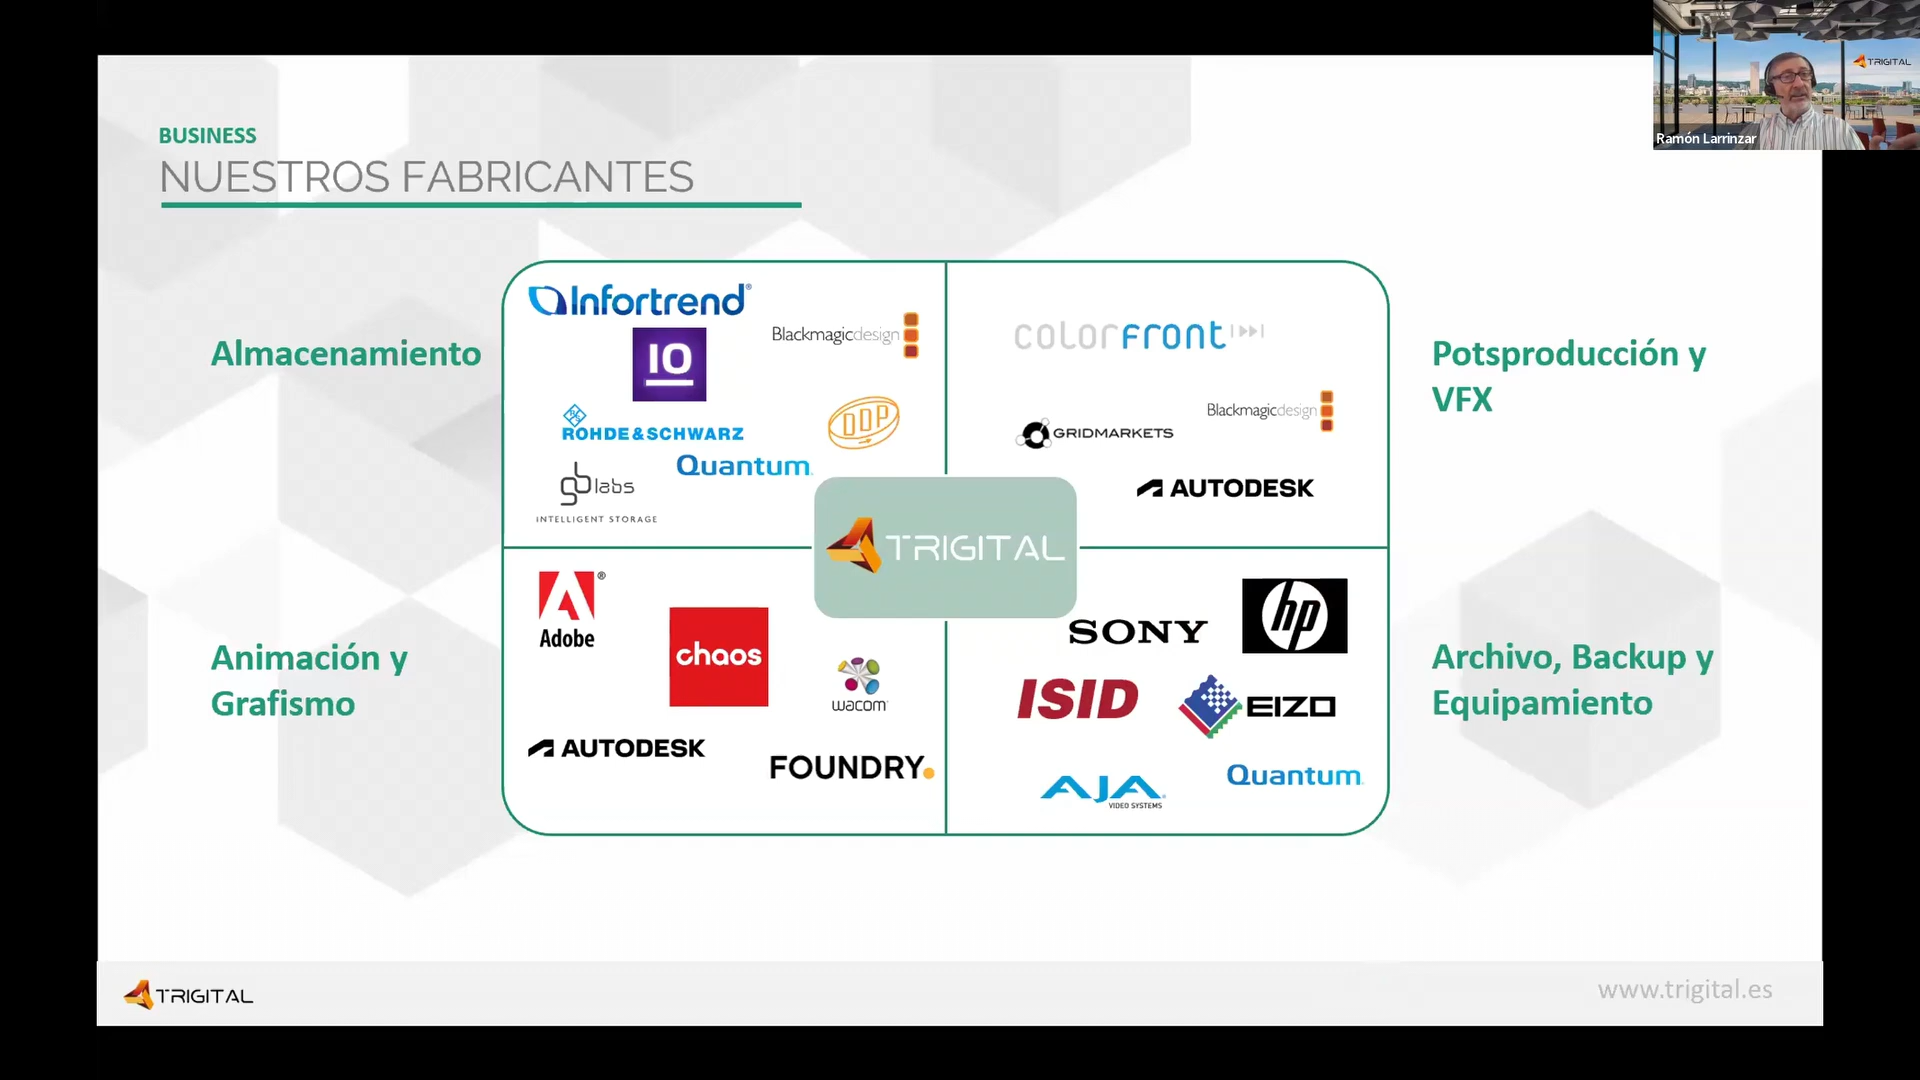 TRIGITAL
Ramón Larrinzar
BUSINESS
NUESTROS FABRICANTES
Almacenamiento
Infortrend®
Blackmagicdesign
IO
ROHDE & SCHWARZ
DDP
Quantum
gblabs
INTELLIGENT STORAGE
colorfront
Blackmagicdesign
GRIDMARKETS
AUTODESK
Potsproducción y
VFX
TRIGITAL
Animación y
Grafismo
Adobe®
chaos
wacom
AUTODESK
FOUNDRY.
SONY
hp
ISID
EIZO
AJA
VIDEO SYSTEMS
Quantum
Archivo, Backup y
Equipamiento
TRIGITAL
www.trigital.es